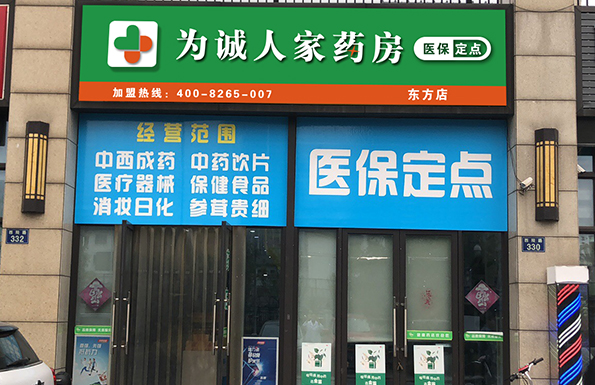 为诚人家药房 医保定点
加盟热线：400-8265-007 东方店
经营范围
中西成药 中药饮片
医疗器械 保健食品
消妆日化 参茸贵细
医保定点
332
330